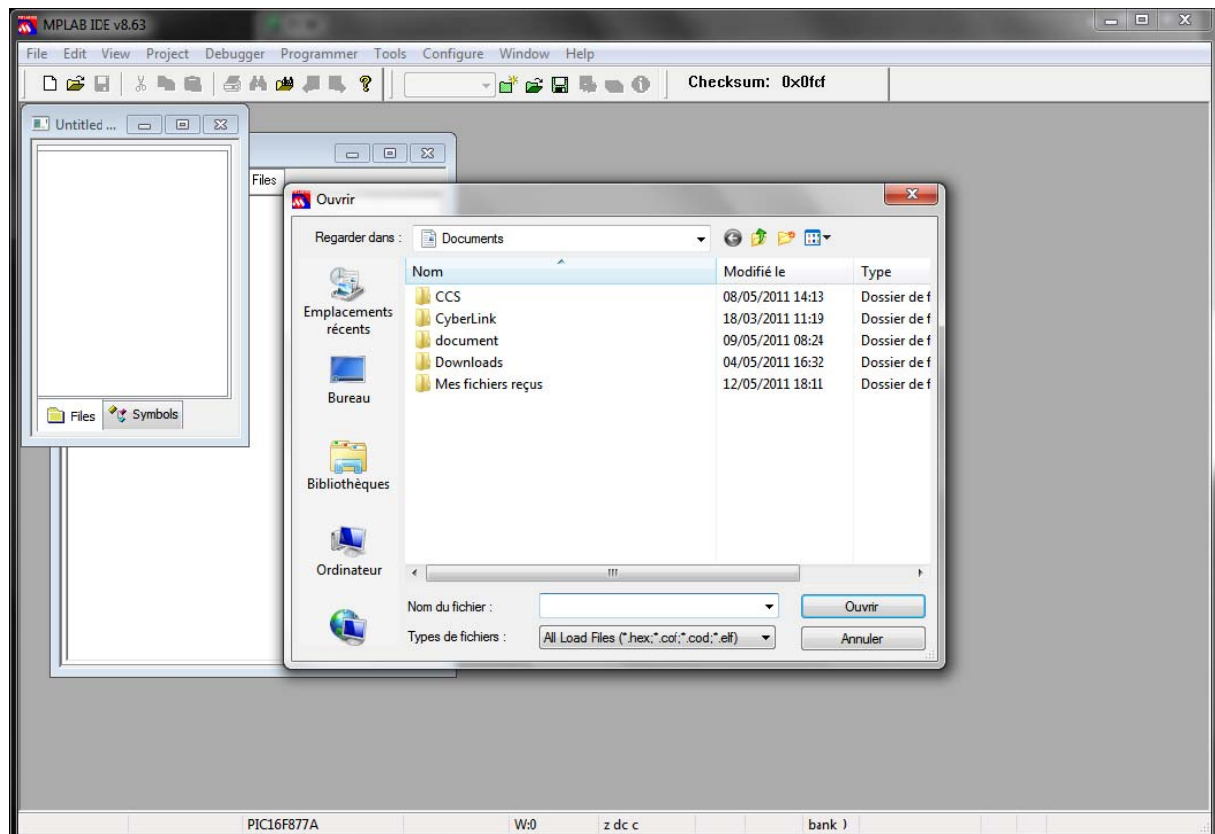 MPLAB IDE v8.63
File Edit View Project Debugger Programmer Tools Configure Window Help
Checksum: 0x0fcf
Untitled ...
Files
Files Symbols
Ouvrir
Regarder dans : Documents
Nom Modifié le Type
CCS 08/05/2011 14:13 Dossier de f
CyberLink 18/03/2011 11:19 Dossier de f
document 09/05/2011 08:24 Dossier de f
Downloads 04/05/2011 16:32 Dossier de f
Mes fichiers reçus 12/05/2011 18:11 Dossier de f
Emplacements
récents
Bureau
Bibliothèques
Ordinateur
Nom du fichier : Ouvrir
Types de fichiers : All Load Files (*.hex;*.cof;*.cod;*.elf) Annuler
PIC16F877A W:0 z dc c bank )